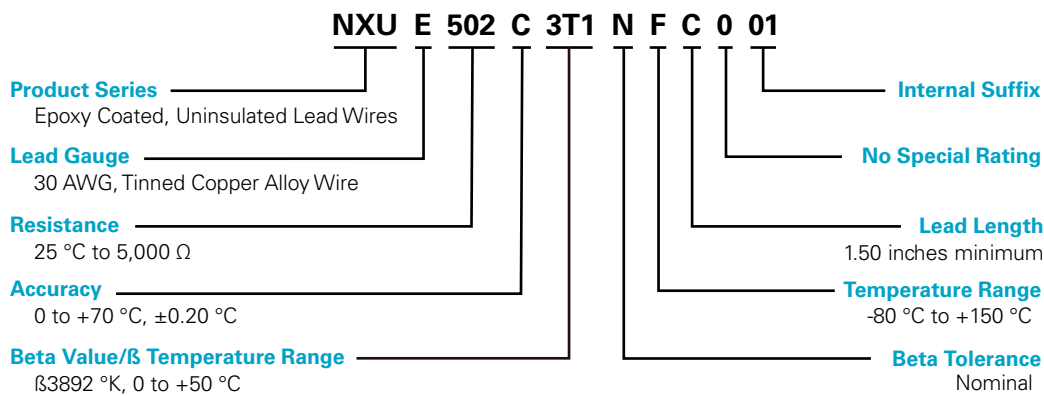 NXU E 502 C 3T1 N F C 0 01
Product Series
Epoxy Coated, Uninsulated Lead Wires
Lead Gauge
30 AWG, Tinned Copper Alloy Wire
Resistance
25 °C to 5,000 Ω
Accuracy
0 to +70 °C, ±0.20 °C
Beta Value/ß Temperature Range
ß3892 °K, 0 to +50 °C
Internal Suffix
No Special Rating
Lead Length
1.50 inches minimum
Temperature Range
-80 °C to +150 °C
Beta Tolerance
Nominal